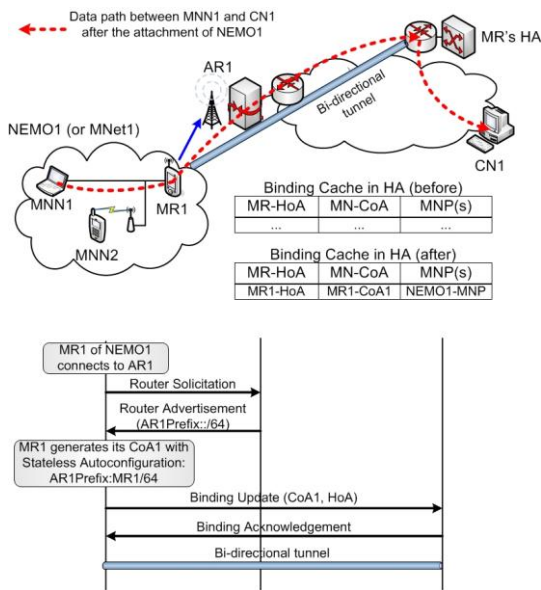 Data path between MNN1 and CN1
after the attachment of NEMO1
MR's HA
AR1
Bi-directional
tunnel
NEMO1 (or MNet1)
CN1
MNN1
MR1
MNN2
Binding Cache in HA (before)
MR-HoA MN-CoA MNP(s)
... ... ...
Binding Cache in HA (after)
MR-HoA MN-CoA MNP(s)
MR1-HoA MR1-CoA1 NEMO1-MNP
MR1 of NEMO1
connects to AR1
Router Solicitation
Router Advertisement
(AR1Prefix::/64)
MR1 generates its CoA1 with
Stateless Autoconfiguration:
AR1Prefix:MR1/64
Binding Update (CoA1, HoA)
Binding Acknowledgement
Bi-directional tunnel